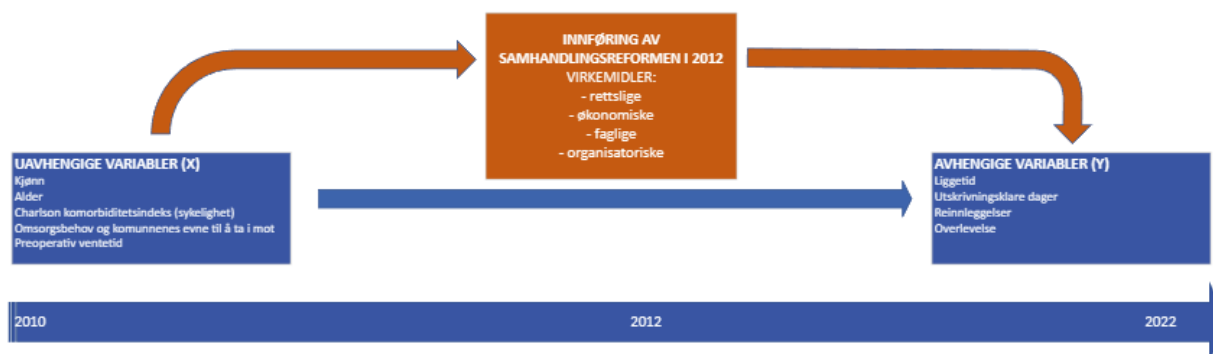 INNFØRING AV
SAMHANDLINGSREFORMEN I 2012
VIRKEMIDLER:
- rettslige
- økonomiske
- faglige
- organisatoriske
UAVHENGIGE VARIABLER (X)
Kjønn
Alder
Charlson komorbiditetsindeks (sykelighet)
Omsorgsbehov og komunnenes evne til å ta i mot
Preoperativ ventetid
AVHENGIGE VARIABLER (Y)
Liggetid
Utskrivningsklare dager
Reinnleggelser
Overlevelse
2010
2012
2022